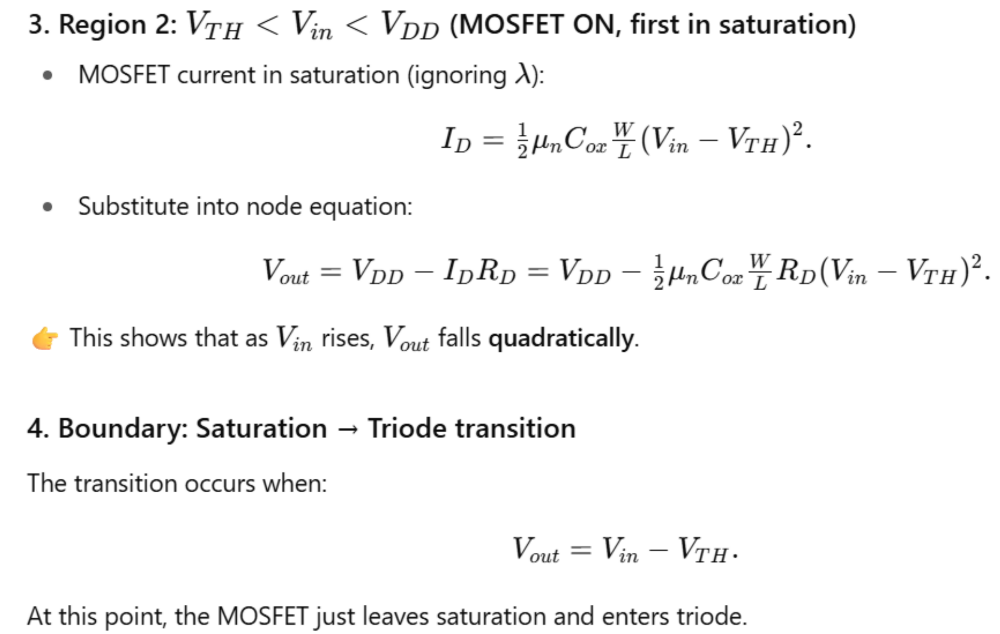 3. Region 2: $V_{TH} < V_{in} < V_{DD}$ (MOSFET ON, first in saturation)
• MOSFET current in saturation (ignoring $\lambda$):
$I_D = \frac{1}{2}\mu_n C_{ox} \frac{W}{L} (V_{in} - V_{TH})^2.$
• Substitute into node equation:
$V_{out} = V_{DD} - I_D R_D = V_{DD} - \frac{1}{2}\mu_n C_{ox} \frac{W}{L} R_D (V_{in} - V_{TH})^2.$
👉 This shows that as $V_{in}$ rises, $V_{out}$ falls quadratically.
4. Boundary: Saturation → Triode transition
The transition occurs when:
$V_{out} = V_{in} - V_{TH}.$
At this point, the MOSFET just leaves saturation and enters triode.